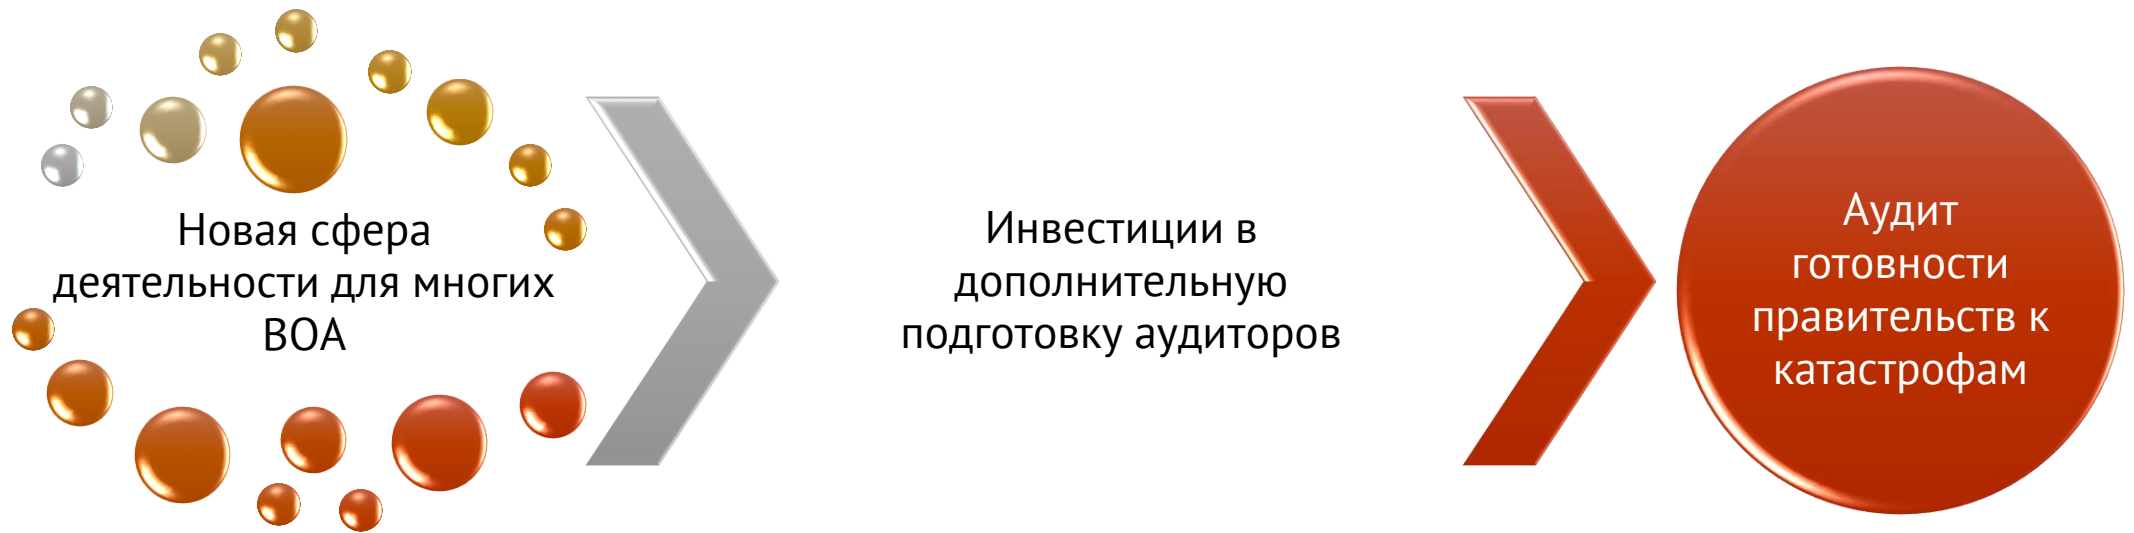 Новая сфера
деятельности для многих
ВОА
Инвестиции в
дополнительную
подготовку аудиторов
Аудит
готовности
правительств к
катастрофам